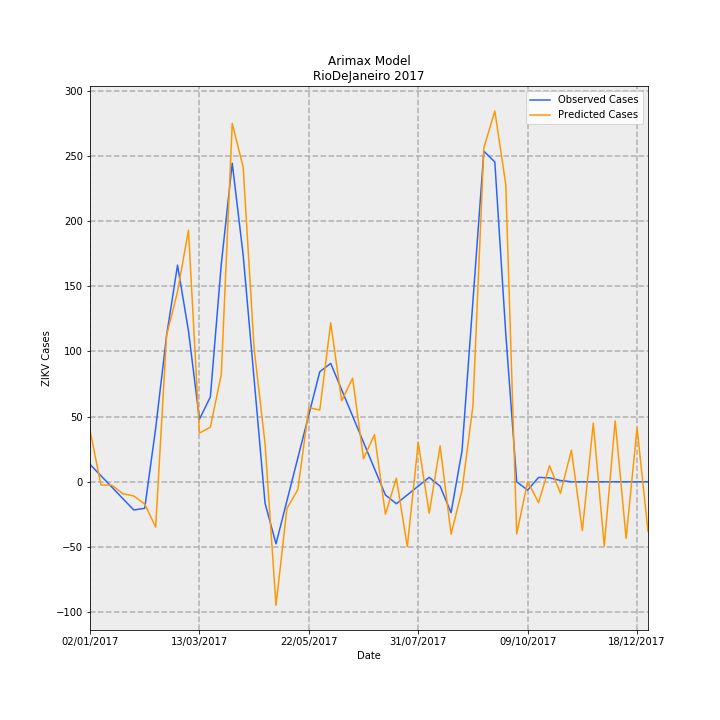 Arimax Model
RioDeJaneiro 2017
Observed Cases
Predicted Cases
300
250
200
150
100
50
0
−50
−100
ZIKV Cases
02/01/2017 13/03/2017 22/05/2017 31/07/2017 09/10/2017 18/12/2017
Date